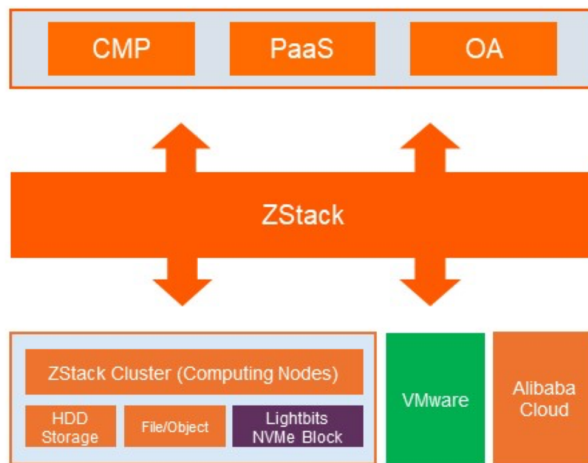 CMP
PaaS
OA
ZStack
ZStack Cluster (Computing Nodes)
HDD
Storage
File/Object
Lightbits
NVMe Block
VMware
Alibaba
Cloud